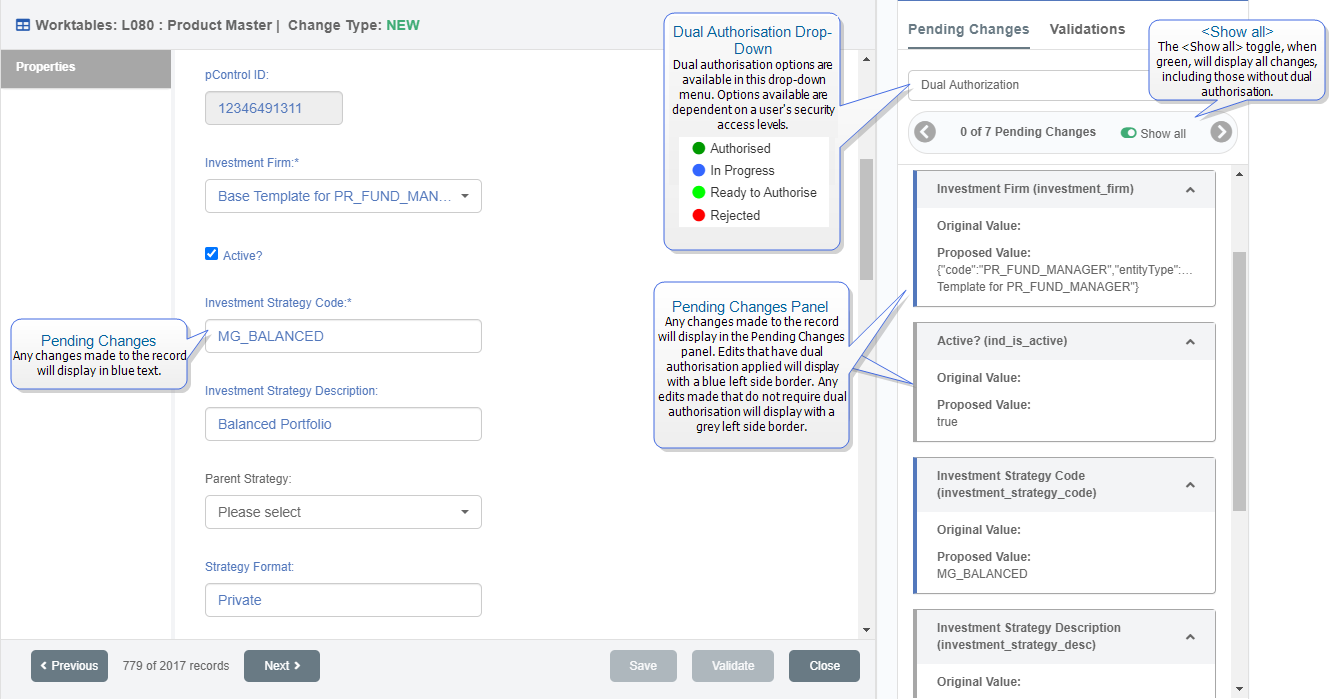 Worktables: L080 : Product Master | Change Type: NEW
Properties
pControl ID:
12346491311
Investment Firm:*
Base Template for PR_FUND_MAN...
Active?
Investment Strategy Code:*
MG_BALANCED
Investment Strategy Description:
Balanced Portfolio
Parent Strategy:
Please select
Strategy Format:
Private
Previous
779 of 2017 records
Next
Save
Validate
Close
Pending Changes
Any changes made to the record
will display in blue text.
Dual Authorisation Drop-
Down
Dual authorisation options are
available in this drop-down
menu. Options available are
dependent on a user's security
access levels.
Authorised
In Progress
Ready to Authorise
Rejected
Pending Changes Panel
Any changes made to the record
will display in the Pending Changes
panel. Edits that have dual
authorisation applied will display
with a blue left side border. Any
edits made that do not require dual
authorisation will display with a
grey left side border.
Pending Changes
Validations
<Show all>
The <Show all> toggle, when
green, will display all changes,
including those without dual
authorisation.
Dual Authorization
0 of 7 Pending Changes
Show all
Investment Firm (investment_firm)
Original Value:
Proposed Value:
{"code":"PR_FUND_MANAGER","entityType":...
Template for PR_FUND_MANAGER"}
Active? (ind_is_active)
Original Value:
Proposed Value:
true
Investment Strategy Code
(investment_strategy_code)
Original Value:
Proposed Value:
MG_BALANCED
Investment Strategy Description
(investment_strategy_desc)
Original Value: